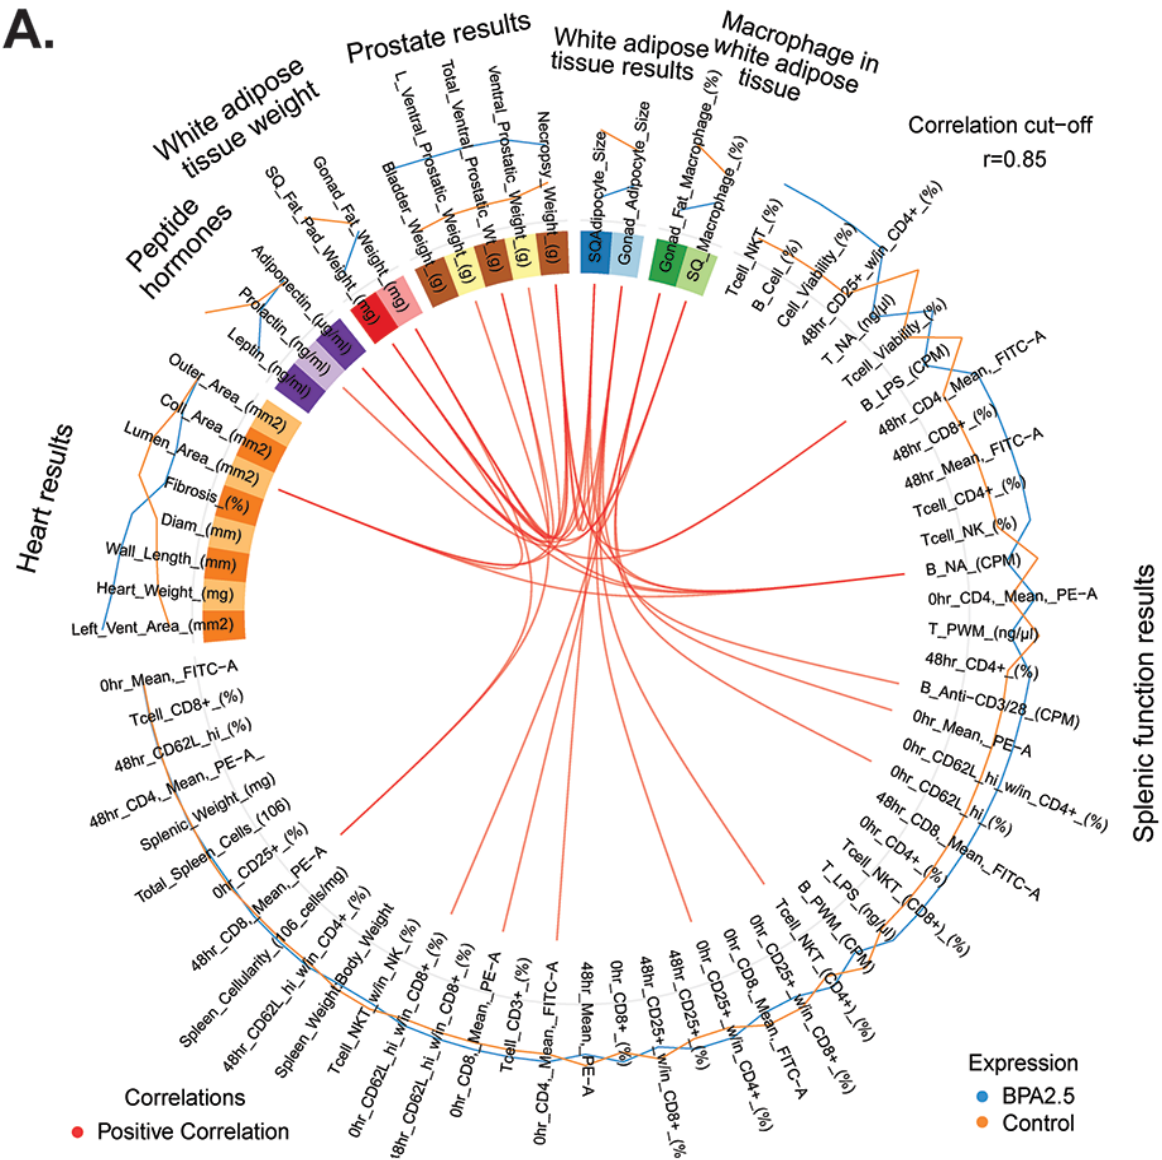 A.
Prostate results
White adipose
tissue results
Macrophage in
white adipose
tissue
White adipose
tissue weight
Peptide
hormones
Heart results
Correlation cut-off
r=0.85
Splenic function results
Left_Vent_Area_(mm2)
Heart_Weight_(mg)
Wall_Length_(mm)
Diam_(mm)
Fibrosis_(%)
Lumen_Area_(mm2)
Coll_Area_(mm2)
Outer_Area_(mm2)
Leptin_(ng/ml)
Prolactin_(ng/ml)
Adiponectin_(µg/ml)
SQ_Fat_Pad_Weight_(mg)
Gonad_Fat_Weight_(mg)
Bladder_Weight_(g)
L_Ventral_Prostatic_Weight_(g)
Total_Ventral_Prostatic_Wt_(g)
ventral_Prostatic_Weight_(g)
Necropsy_Weight_(g)
SQAdipocyte_Size
Gonad_Adipocyte_Size
Gonad_Fat_Macrophage_(%)
SQ_Macrophage_(%)
Tcell_NKT_(%)
B_Cell_(%)
Cell_Viability_(%)
48hr_CD25+_w/in_CD4+_(%)
T_NA_(ng/µl)
Tcell_Viability_(%)
B_LPS_(CPM)
48hr_CD4,_Mean,_FITC-A
48hr_CD8+_(%)
48hr_Mean,_FITC-A
Tcell_CD4+_(%)
Tcell_NK_(%)
B_NA_(CPM)
0hr_CD4,_Mean,_PE-A
T_PWM_(ng/µl)
48hr_CD4+_(%)
B_Anti-CD3/28_(CPM)
0hr_Mean,_PE-A
0hr_CD62L_hi_w/in_CD4+_(%)
0hr_CD62L_hi_(%)
48hr_CD8,_Mean,_FITC-A
0hr_CD4+_(%)
Tcell_NKT_(CD8+)_(%)
T_LPS_(ng/µl)
B_PWM_(CPM)
Tcell_NKT_(CD4+)_(%)
0hr_CD25+_w/in_CD8+_(%)
0hr_CD8,_Mean,_FITC-A
0hr_CD25+_w/in_CD4+_(%)
48hr_CD25+_(%)
48hr_CD25+_w/in_CD8+_(%
0hr_CD8+_(%)
48hr_Mean,_PE-A
0hr_CD4,_Mean,_FITC-A
Tcell_CD3+_(%)
0hr_CD8,_Mean,_PE-A
48hr_CD62L_hi_w/in_CD8+_(%)
0hr_CD62L_hi_w/in_CD8+_(%)
Tcell_NKT_w/in_NK_(%)
Spleen_Weight:Body_Weight
48hr_CD62L_hi_w/in_CD4+_(%)
Spleen_Cellularity_(106_cells/mg)
48hr_CD8,_Mean,_PE-A
0hr_CD25+_(%)
Total_Spleen_Cells_(106)
Splenic_Weight_(mg)
48hr_CD4,_Mean,_PE-A_
48hr_CD62L_hi_(%)
Tcell_CD8+_(%)
0hr_Mean,_FITC-A
Correlations
Positive Correlation
Expression
BPA2.5
Control